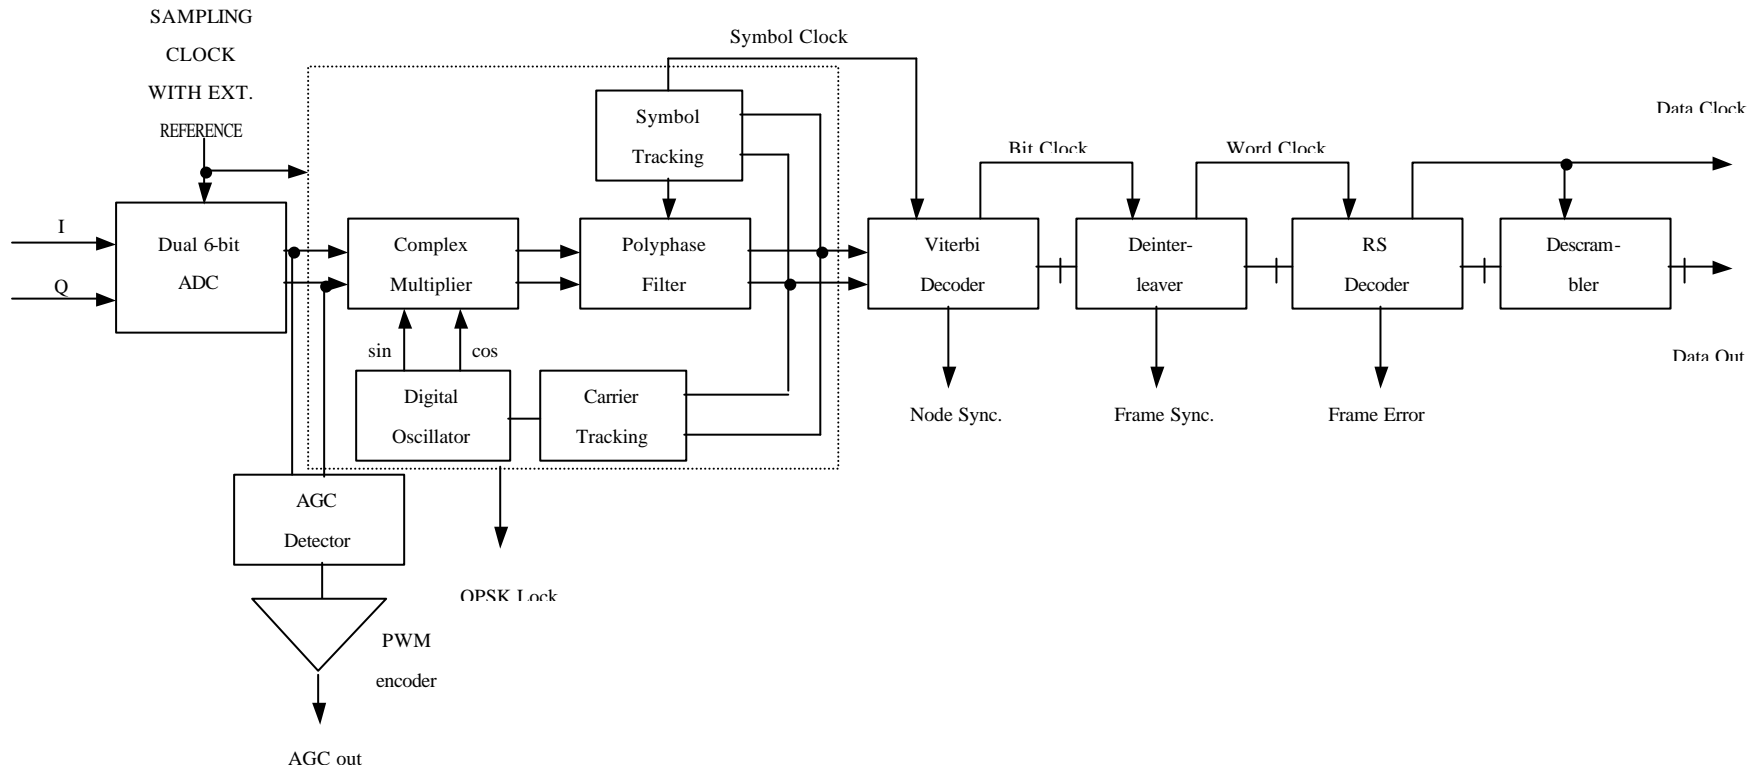 SAMPLING
CLOCK
WITH EXT.
REFERENCE
Symbol Clock
Symbol
Tracking
Data Clock
Bit Clock
Word Clock
I
Q
Dual 6-bit
ADC
Complex
Multiplier
Polyphase
Filter
Viterbi
Decoder
Deinter-
leaver
RS
Decoder
Descram-
bler
sin
cos
Digital
Oscillator
Carrier
Tracking
Data Out
Node Sync.
Frame Sync.
Frame Error
AGC
Detector
QPSK Lock
PWM
encoder
AGC out